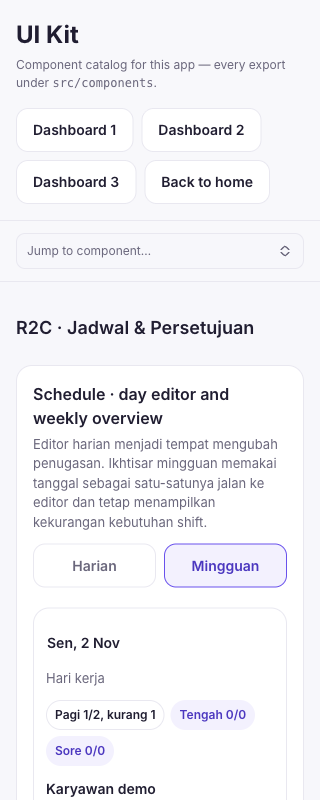 UI Kit
Component catalog for this app — every export
under src/components.
Dashboard 1
Dashboard 2
Dashboard 3
Back to home
Jump to component...
R2C · Jadwal & Persetujuan
Schedule · day editor and
weekly overview
Editor harian menjadi tempat mengubah
penugasan. Ikhtisar mingguan memakai
tanggal sebagai satu-satunya jalan ke
editor dan tetap menampilkan
kekurangan kebutuhan shift.
Harian
Mingguan
Sen, 2 Nov
Hari kerja
Pagi 1/2, kurang 1
Tengah 0/0
Sore 0/0
Karyawan demo